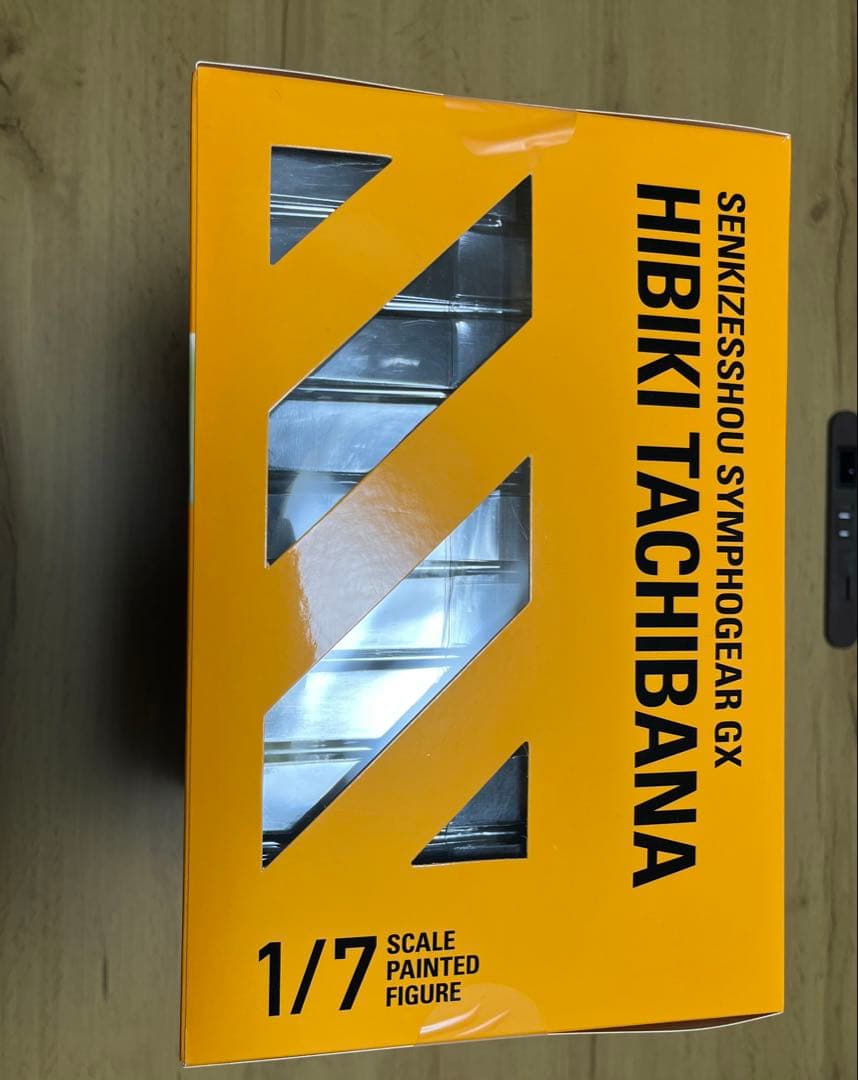 SENKIZESSHOU SYMPHOGEAR GX
HIBIKI TACHIBANA
1/7
SCALE
PAINTED
FIGURE